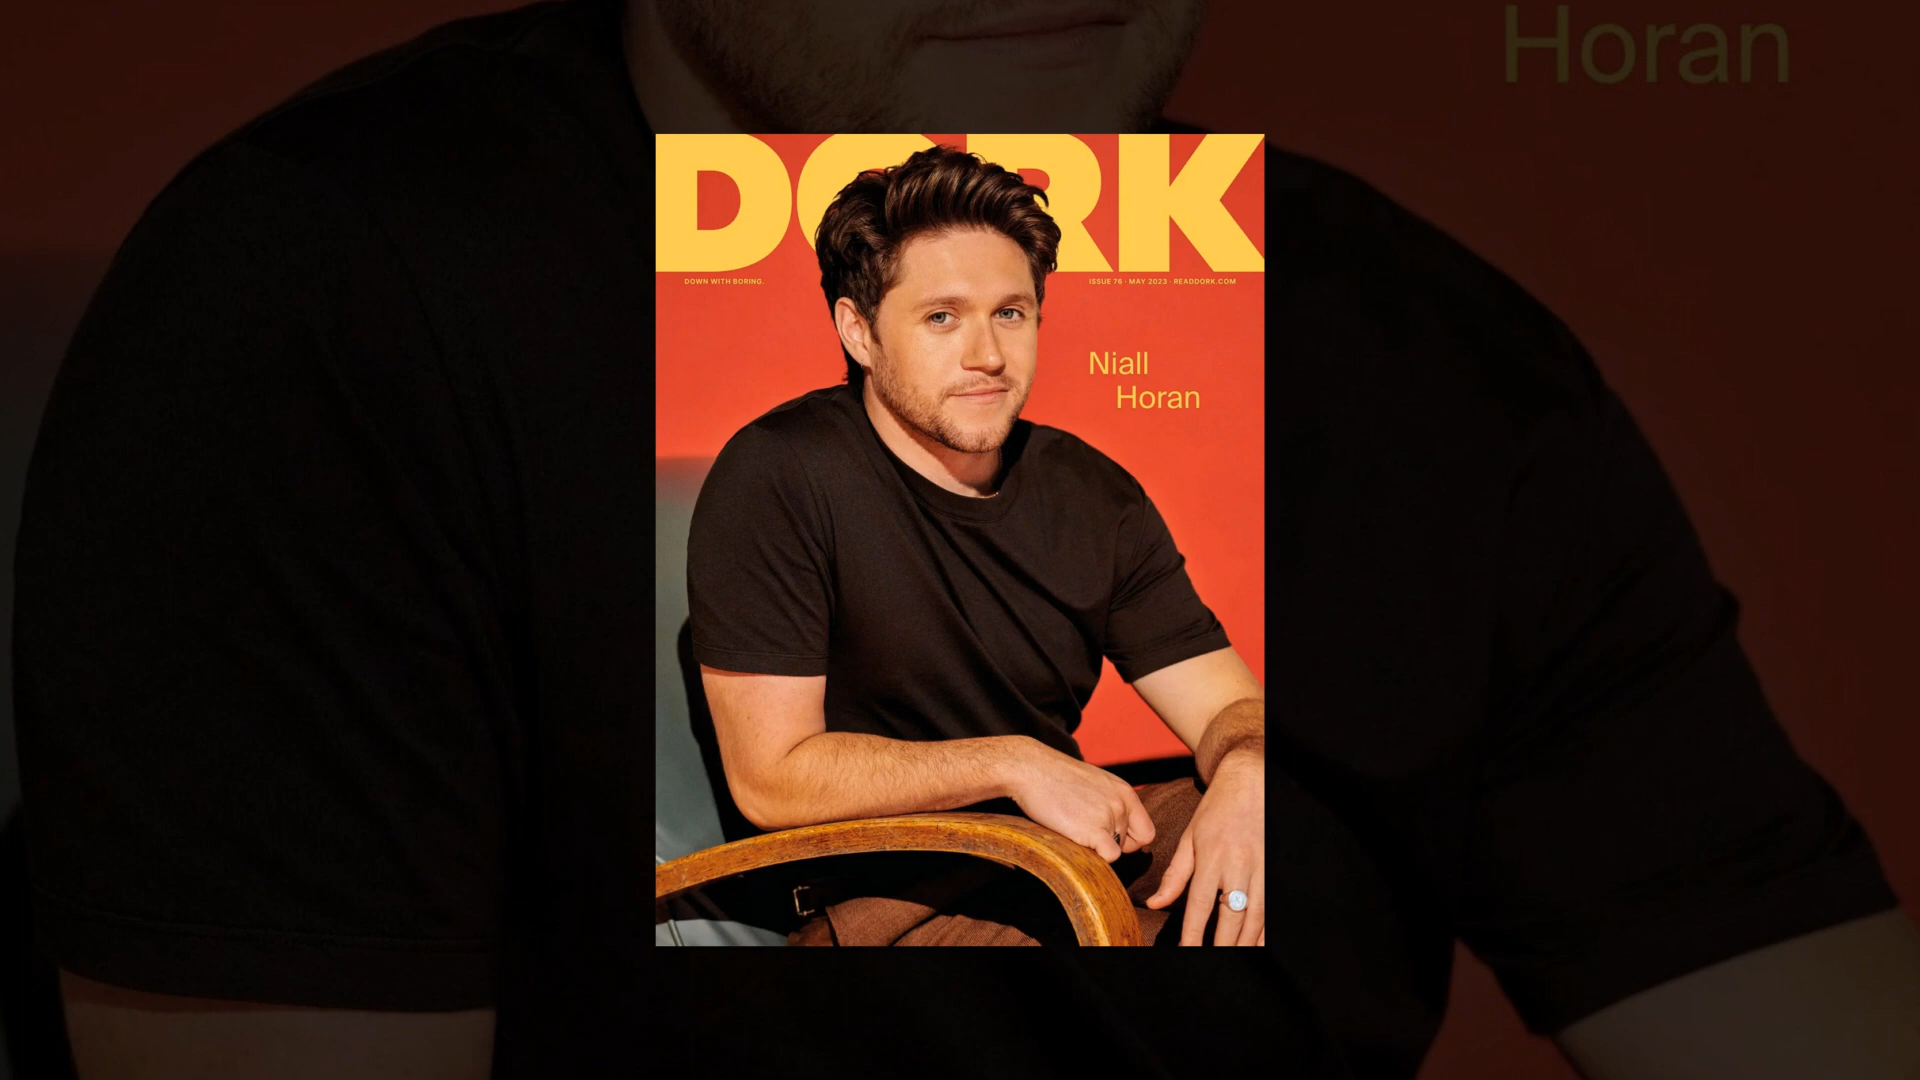 Horan
DORK
DOWN WITH BORING.
ISSUE 76 · MAY 2023 · READDORK.COM
Niall
Horan